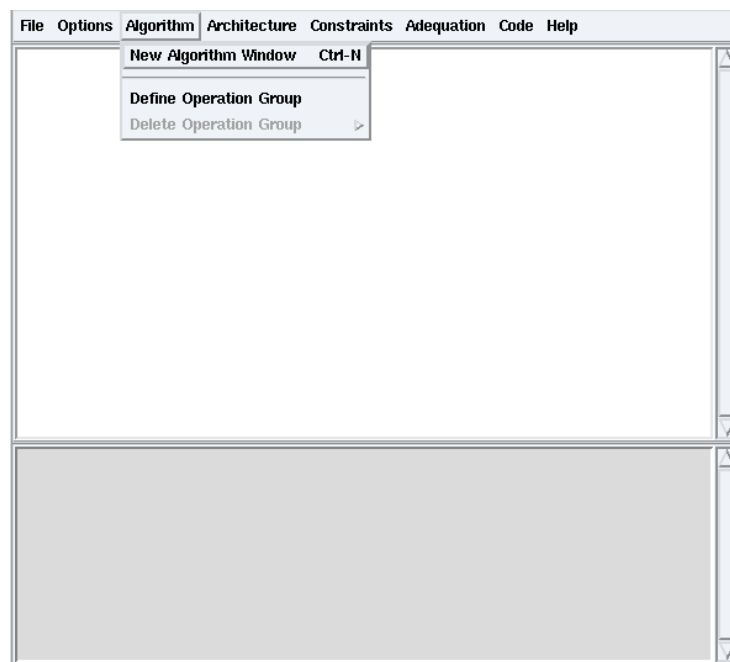 File Options Algorithm Architecture Constraints Adequation Code Help
New Algorithm Window Ctrl-N
Define Operation Group
Delete Operation Group